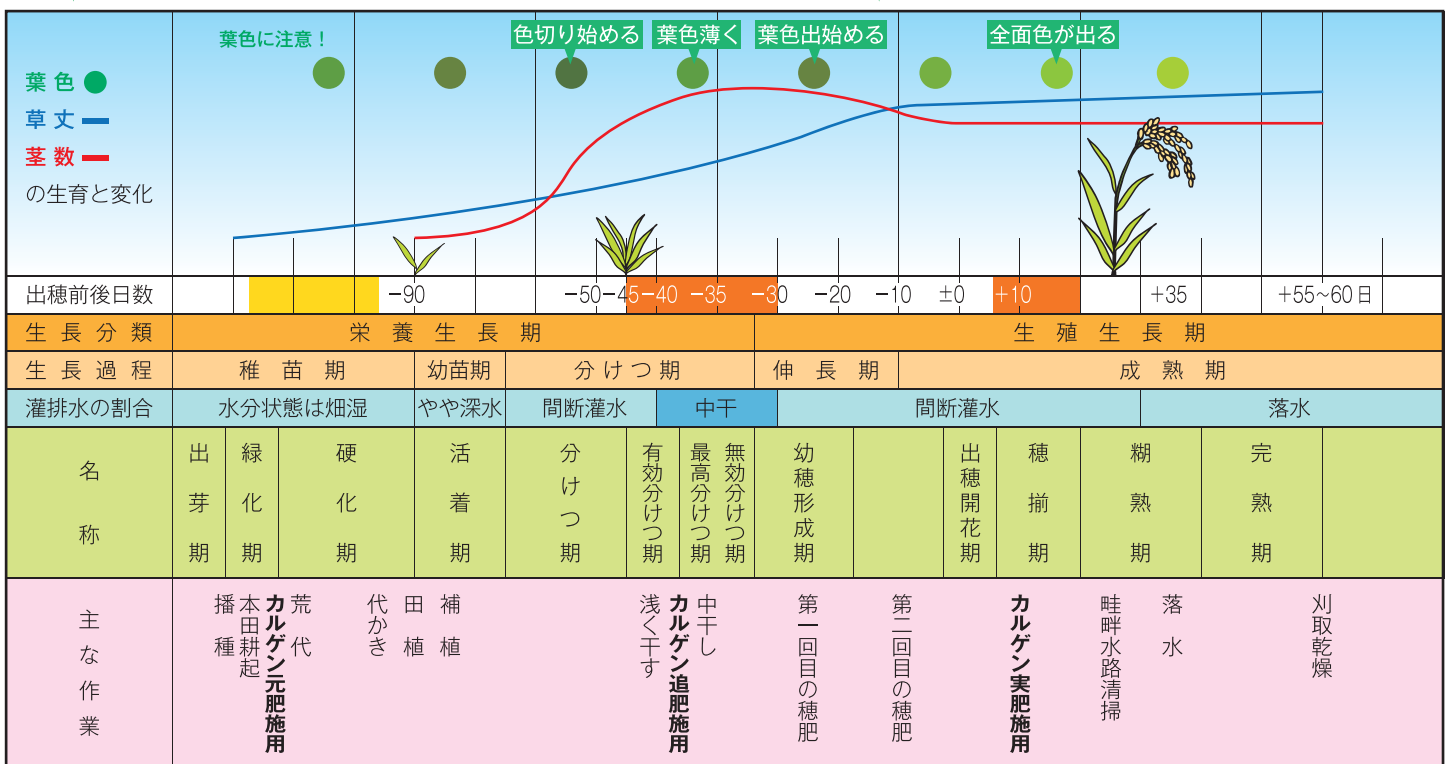 葉色に注意！
色切り始める
葉色薄く
葉色出始める
全面色が出る
葉色
草丈
茎数
の生育と変化
出穂前後日数 −90 −50 −45 −40 −35 −30 −20 −10 ±0 +10 +35 +55~60日
生長分類 栄養生長期 生殖生長期
生長過程 稚苗期 幼苗期 分けつ期 伸長期 成熟期
灌排水の割合 水分状態は畑湿 やや深水 間断灌水 中干 間断灌水 落水
名称
出芽期
緑化期
硬化期
活着期
分けつ期
有効分けつ期
最高分けつ期
無効分けつ期
幼穂形成期
出穂開花期
穂揃期
糊熟期
完熟期
主な作業
播種
本田耕起
カルゲン元肥施用
荒代
代かき
田植
補植
浅く干す
カルゲン追肥施用
中干し
第一回目の穂肥
第二回目の穂肥
カルゲン実肥施用
畦畔水路清掃
落水
刈取乾燥